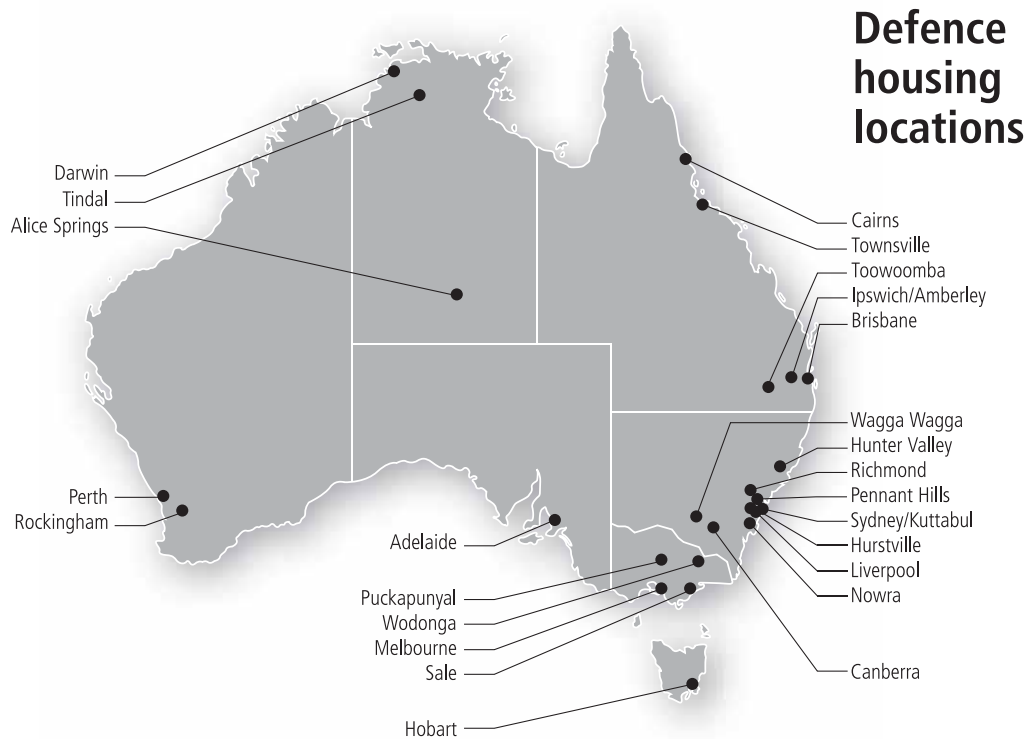 Defence
housing
locations
Darwin
Tindal
Alice Springs
Cairns
Townsville
Toowoomba
Ipswich/Amberley
Brisbane
Wagga Wagga
Hunter Valley
Richmond
Pennant Hills
Sydney/Kuttabul
Hurstville
Liverpool
Nowra
Canberra
Perth
Rockingham
Adelaide
Puckapunyal
Wodonga
Melbourne
Sale
Hobart